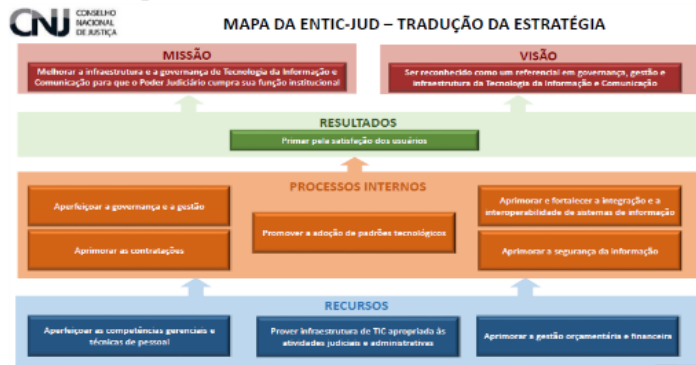 CNJ
CONSELHO
NACIONAL
DE JUSTIÇA
MAPA DA ENTIC-JUD – TRADUÇÃO DA ESTRATÉGIA
MISSÃO
Melhorar a infraestrutura e a governança de Tecnologia da Informação e
Comunicação para que o Poder Judiciário cumpra sua função institucional
VISÃO
Ser reconhecido como um referencial em governança, gestão e
infraestrutura da Tecnologia da Informação e Comunicação
RESULTADOS
Primar pela satisfação dos usuários
PROCESSOS INTERNOS
Aperfeiçoar a governança e a gestão
Aprimorar as contratações
Promover a adoção de padrões tecnológicos
Aprimorar e fortalecer a integração e a
interoperabilidade de sistemas de informação
Aprimorar a segurança da informação
RECURSOS
Aperfeiçoar as competências gerenciais e
técnicas de pessoal
Prover infraestrutura de TIC apropriada às
atividades judiciais e administrativas
Aprimorar a gestão orçamentária e financeira